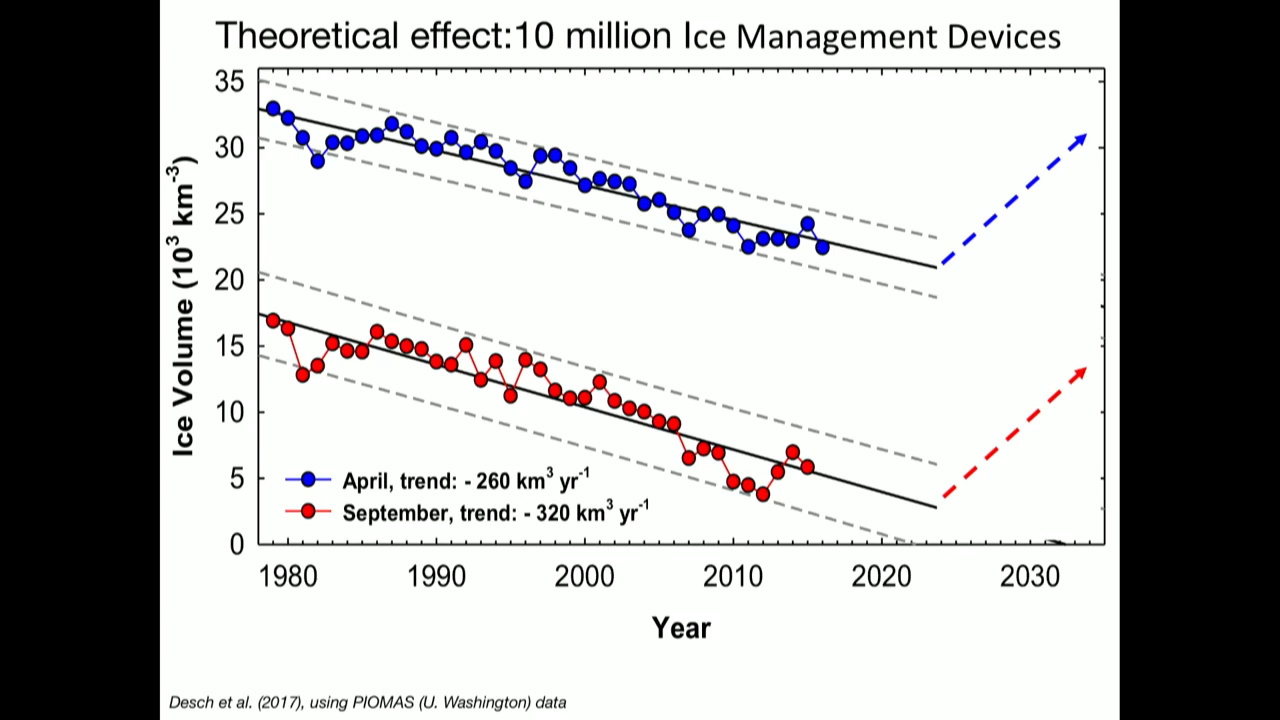 Theoretical effect:10 million Ice Management Devices
35
30
25
20
15
10
5
0
Ice Volume (10³ km⁻³)
April, trend: - 260 km³ yr⁻¹
September, trend: - 320 km³ yr⁻¹
1980 1990 2000 2010 2020 2030
Year
Desch et al. (2017), using PIOMAS (U. Washington) data